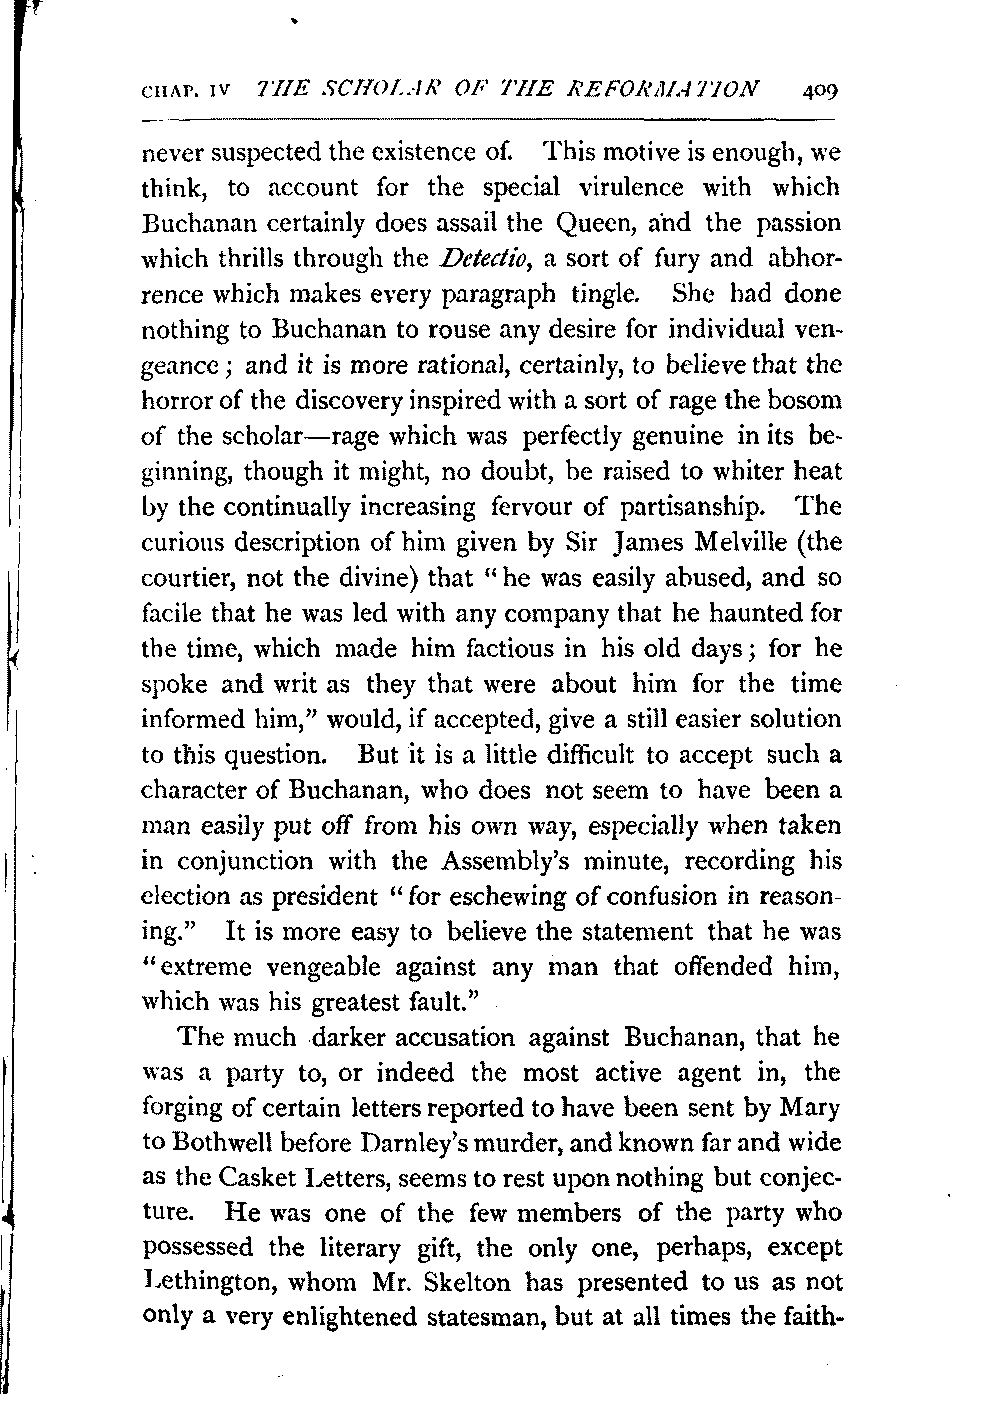 CHAP. IV THE SCHOLAR OF THE REFORMATION 409
never suspected the existence of. This motive is enough, we
think, to account for the special virulence with which
Buchanan certainly does assail the Queen, and the passion
which thrills through the Detectio, a sort of fury and abhor-
rence which makes every paragraph tingle. She had done
nothing to Buchanan to rouse any desire for individual ven-
geance; and it is more rational, certainly, to believe that the
horror of the discovery inspired with a sort of rage the bosom
of the scholar—rage which was perfectly genuine in its be-
ginning, though it might, no doubt, be raised to whiter heat
by the continually increasing fervour of partisanship. The
curious description of him given by Sir James Melville (the
courtier, not the divine) that "he was easily abused, and so
facile that he was led with any company that he haunted for
the time, which made him factious in his old days; for he
spoke and writ as they that were about him for the time
informed him," would, if accepted, give a still easier solution
to this question. But it is a little difficult to accept such a
character of Buchanan, who does not seem to have been a
man easily put off from his own way, especially when taken
in conjunction with the Assembly's minute, recording his
election as president "for eschewing of confusion in reason-
ing." It is more easy to believe the statement that he was
"extreme vengeable against any man that offended him,
which was his greatest fault."
The much darker accusation against Buchanan, that he
was a party to, or indeed the most active agent in, the
forging of certain letters reported to have been sent by Mary
to Bothwell before Darnley's murder, and known far and wide
as the Casket Letters, seems to rest upon nothing but conjec-
ture. He was one of the few members of the party who
possessed the literary gift, the only one, perhaps, except
Lethington, whom Mr. Skelton has presented to us as not
only a very enlightened statesman, but at all times the faith-